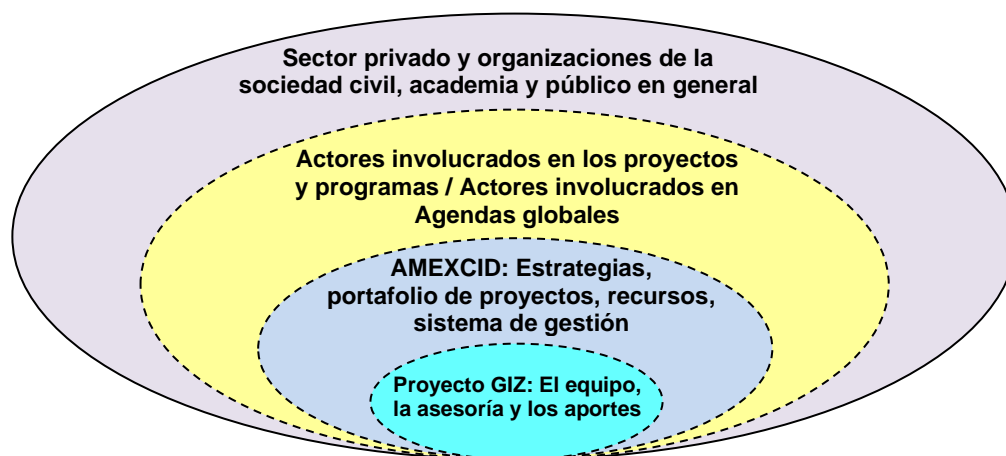 Sector privado y organizaciones de la
sociedad civil, academia y público en general
Actores involucrados en los proyectos
y programas / Actores involucrados en
Agendas globales
AMEXCID: Estrategias,
portafolio de proyectos, recursos,
sistema de gestión
Proyecto GIZ: El equipo,
la asesoría y los aportes